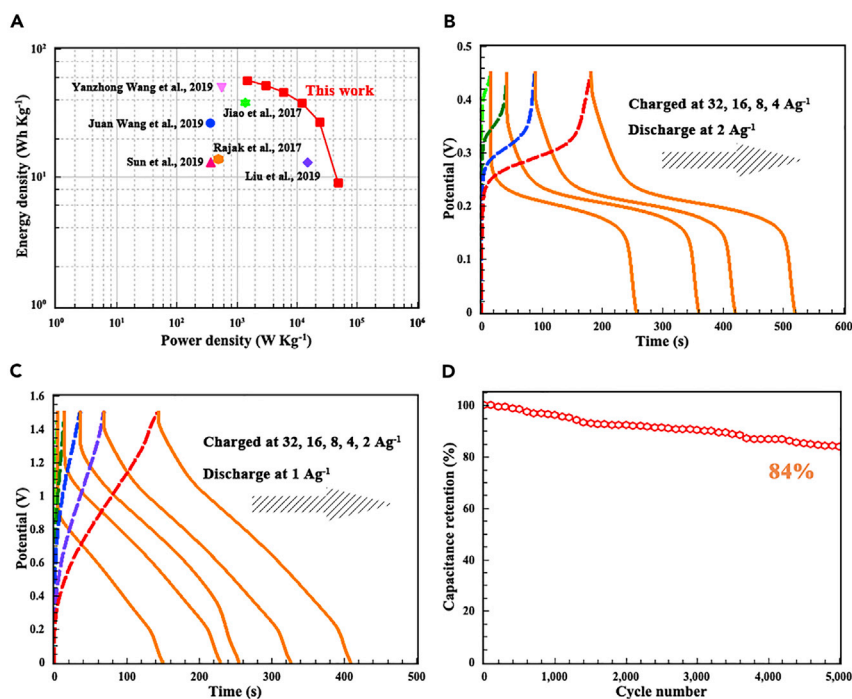 A
10²
10¹
10⁰
Energy density (Wh Kg⁻¹)
Yanzhong Wang et al., 2019
This work
Jiao et al., 2017
Juan Wang et al., 2019
Rajak et al., 2017
Sun et al., 2019
Liu et al., 2019
10⁰ 10¹ 10² 10³ 10⁴ 10⁵ 10⁶
Power density (W Kg⁻¹)
B
0.5
0.4
0.3
0.2
0.1
0
Potential (V)
Charged at 32, 16, 8, 4 Ag⁻¹
Discharge at 2 Ag⁻¹
0 100 200 300 400 500 600
Time (s)
C
1.6
1.4
1.2
1
0.8
0.6
0.4
0.2
0
Potential (V)
Charged at 32, 16, 8, 4, 2 Ag⁻¹
Discharge at 1 Ag⁻¹
0 100 200 300 400 500
Time (s)
D
100
80
60
40
20
0
Capacitance retention (%)
84%
0 1,000 2,000 3,000 4,000 5,000
Cycle number